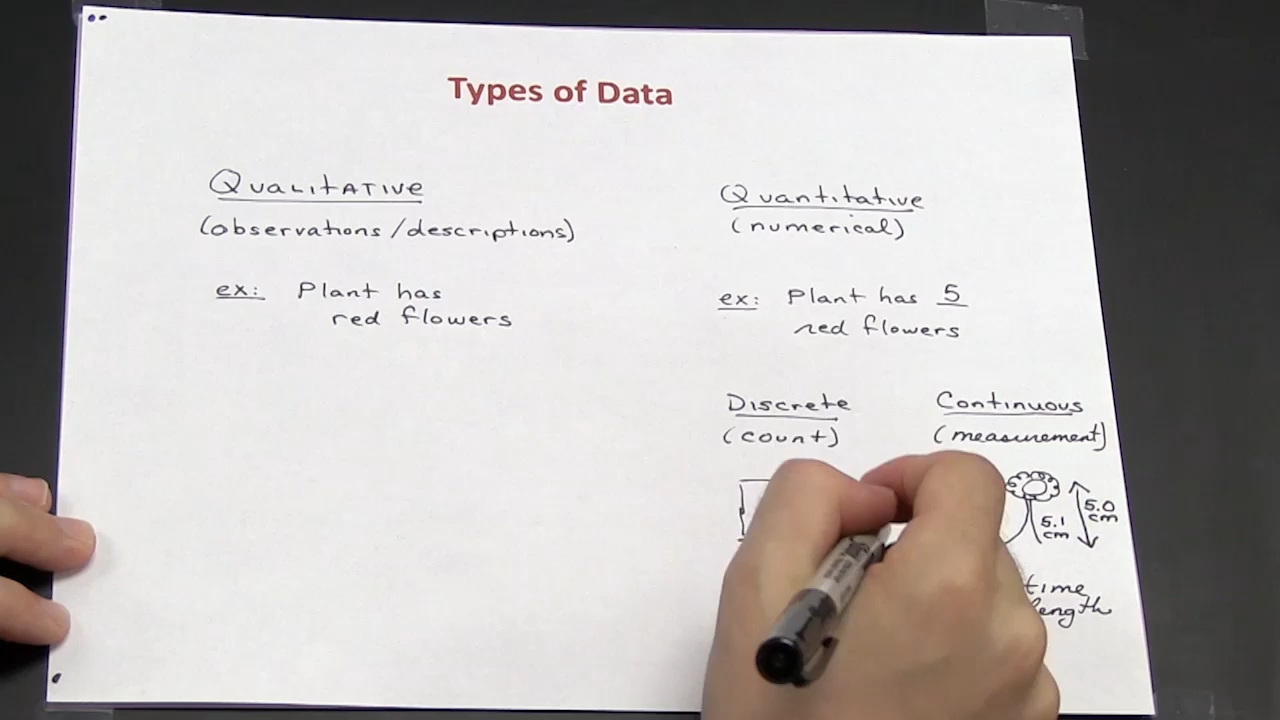 Types of Data
QUALITATIVE
(observations/descriptions)
ex: Plant has
red flowers
Quantitative
(numerical)
ex: Plant has 5
red flowers
Discrete
(count)
Continuous
(measurement)
5.1
cm
5.0
cm
time
length